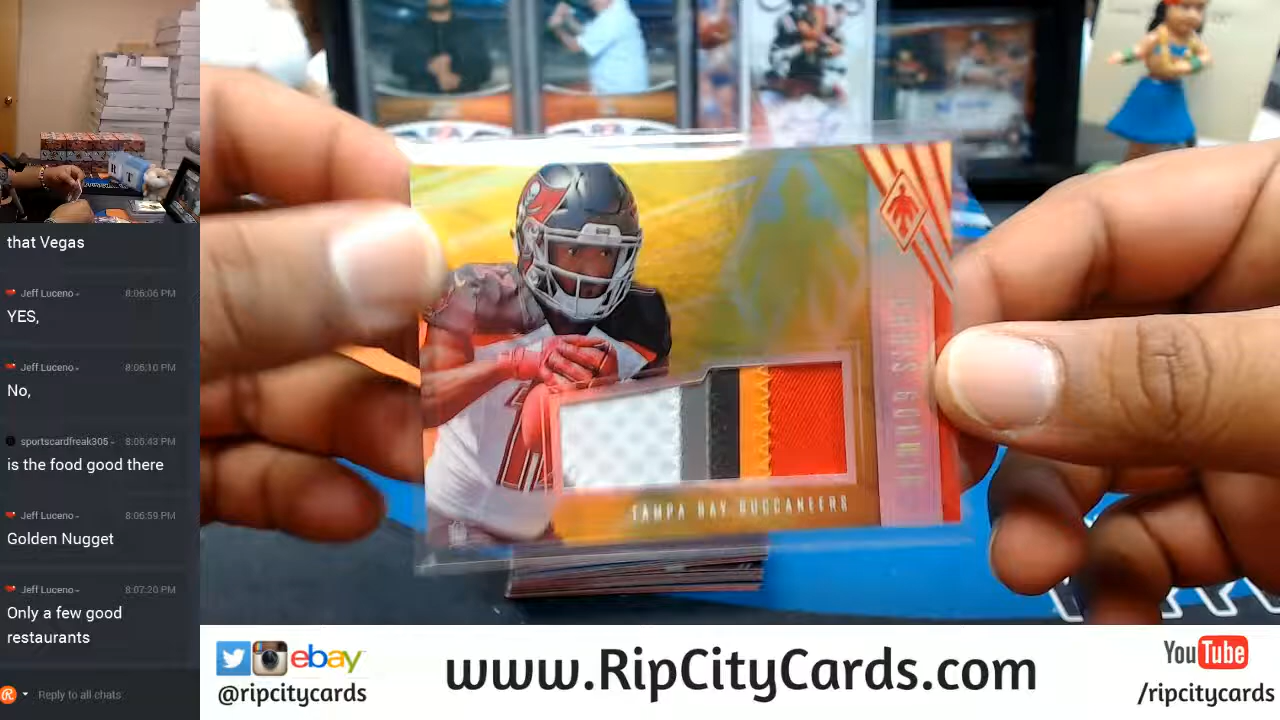 that Vegas
Jeff Luceno
8:06:06 PM
YES,
Jeff Luceno
8:06:10 PM
No,
sportscardfreak305
8:06:43 PM
is the food good there
Jeff Luceno
8:06:59 PM
Golden Nugget
Jeff Luceno
8:07:20 PM
Only a few good
restaurants
Reply to all chats
TAMPA BAY BUCCANEERS
ebay
@ripcitycards
www.RipCityCards.com
YouTube
/ripcitycards